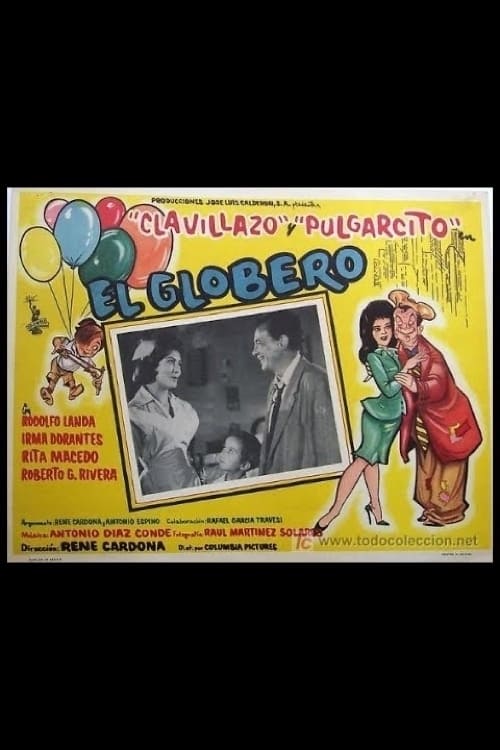 PRODUCCIONES JOSE LUIS CALDERON, S.A. presentan
"CLAVILLAZO" y "PULGARCITO" en
EL GLOBERO
Con
RODOLFO LANDA
IRMA DORANTES
RITA MACEDO
ROBERTO G. RIVERA
Argumento: RENE CARDONA y ANTONIO ESPINO Colaboración: RAFAEL GARCIA TRAVESI
Música: ANTONIO DIAZ CONDE Fotografía: RAUL MARTINEZ SOLARES
Dirección: RENE CARDONA Dist. por COLUMBIA PICTURES
TC www.todocoleccion.net